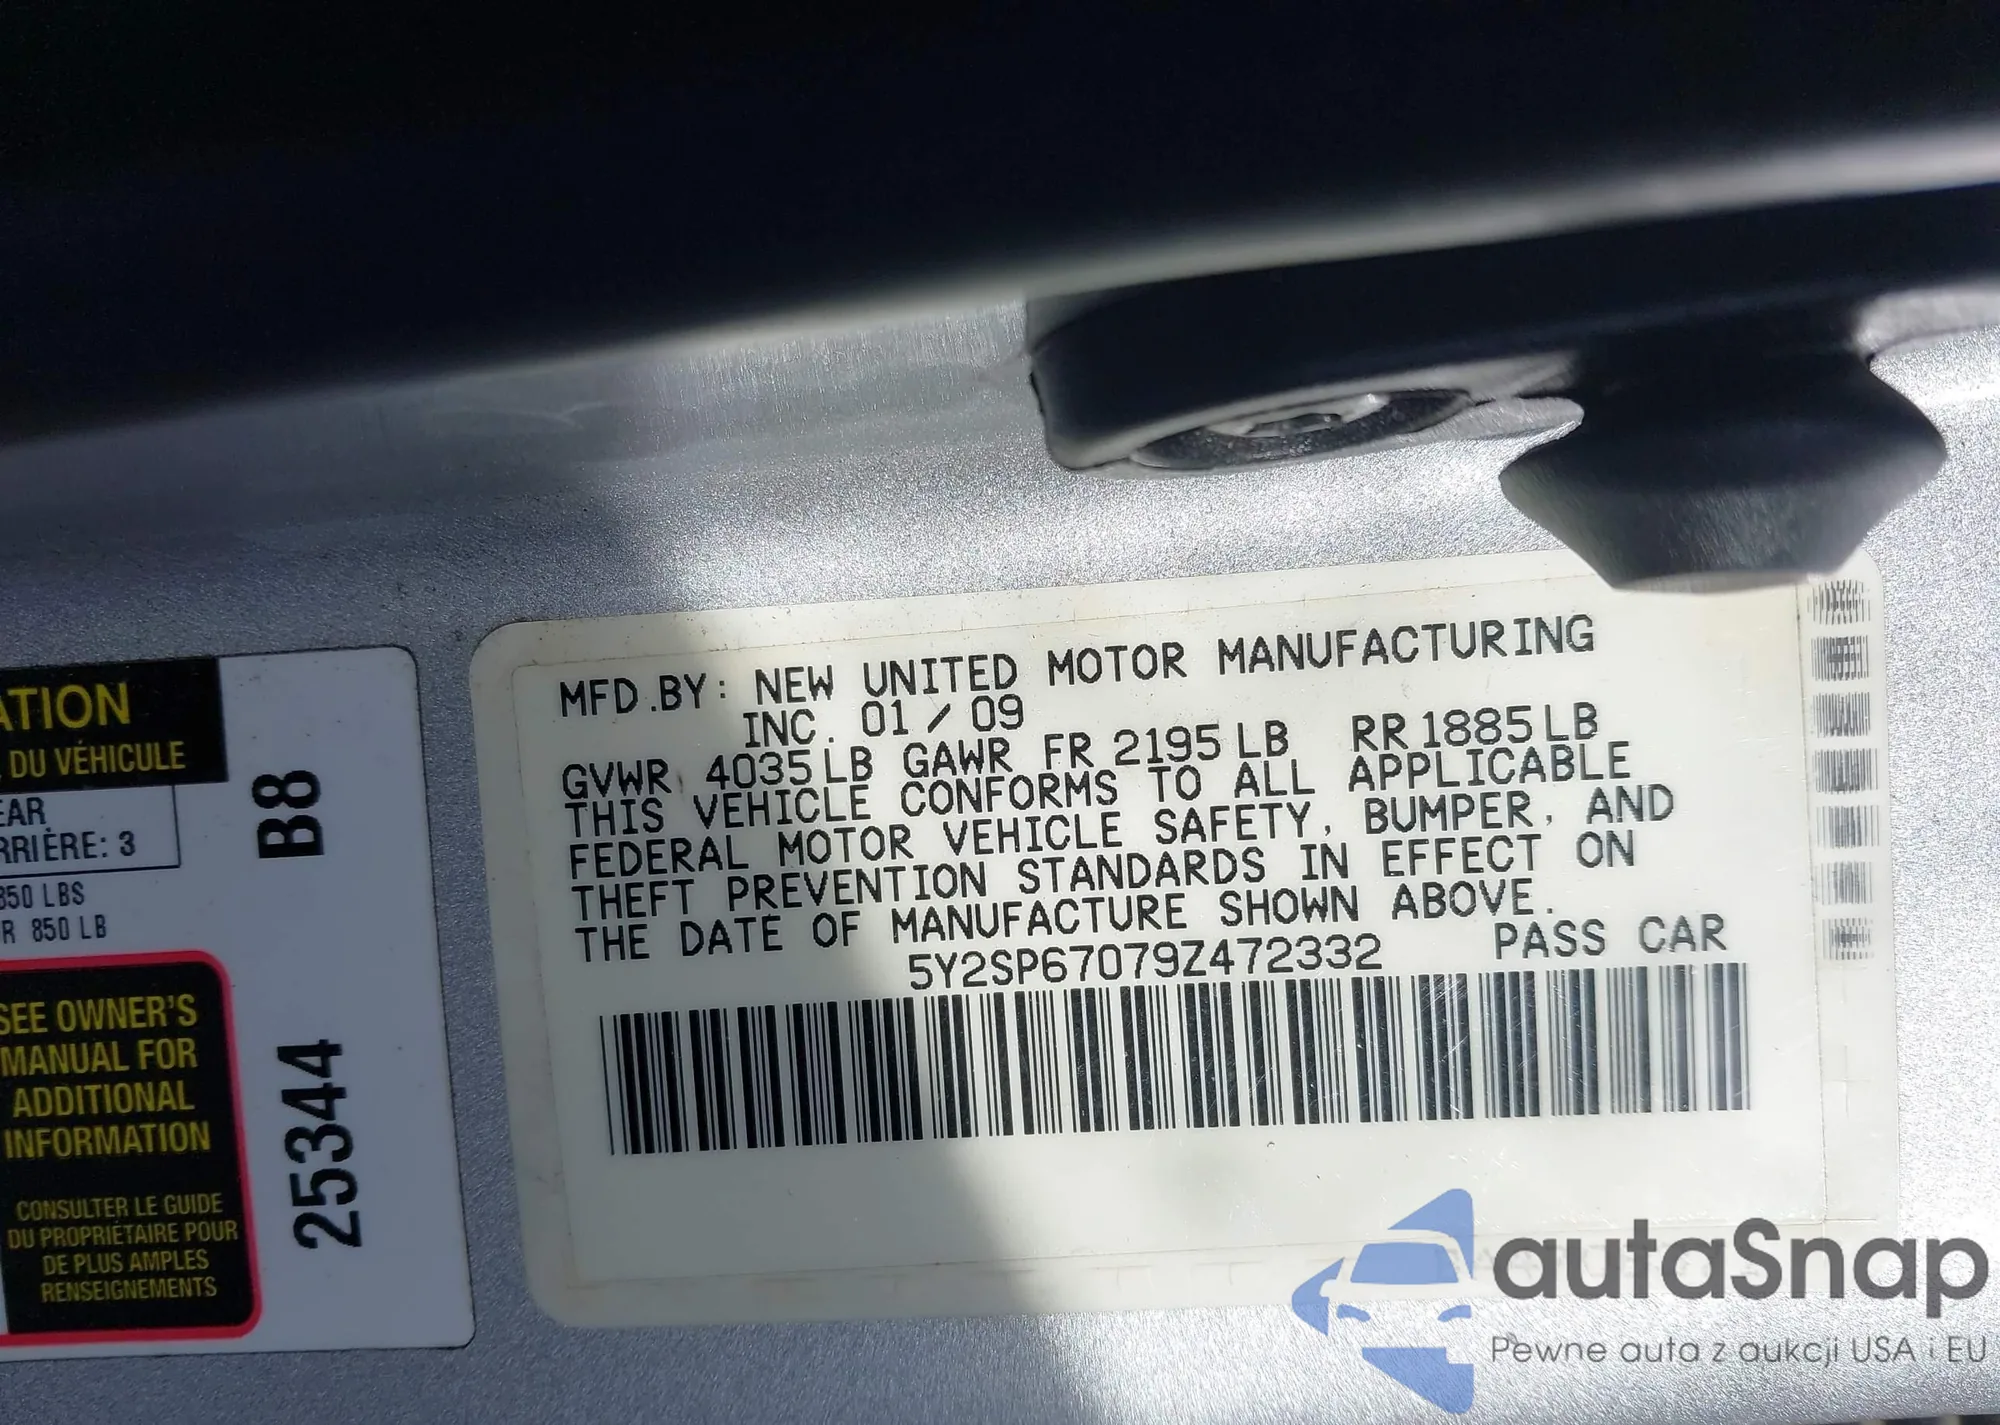 ATION
DU VÉHICULE
EAR
RRIÈRE: 3
850 LBS
R 850 LB
B8
25344
SEE OWNER'S
MANUAL FOR
ADDITIONAL
INFORMATION
CONSULTER LE GUIDE
DU PROPRIÉTAIRE POUR
DE PLUS AMPLES
RENSEIGNEMENTS
MFD.BY: NEW UNITED MOTOR MANUFACTURING
INC. 01/09
GVWR 4035LB GAWR FR 2195LB RR1885LB
THIS VEHICLE CONFORMS TO ALL APPLICABLE
FEDERAL MOTOR VEHICLE SAFETY, BUMPER, AND
THEFT PREVENTION STANDARDS IN EFFECT ON
THE DATE OF MANUFACTURE SHOWN ABOVE.
5Y2SP67079Z472332 PASS CAR
autaSnap
Pewne auta z aukcji USA i EU